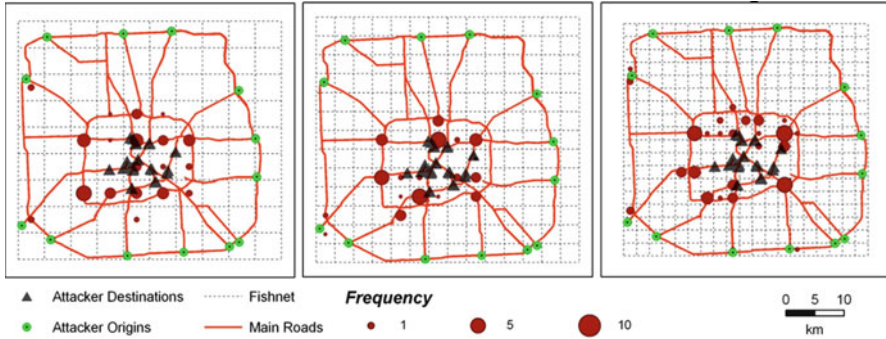 Attacker Destinations
Fishnet
Frequency
Attacker Origins
Main Roads
1
5
10
0 5 10
km